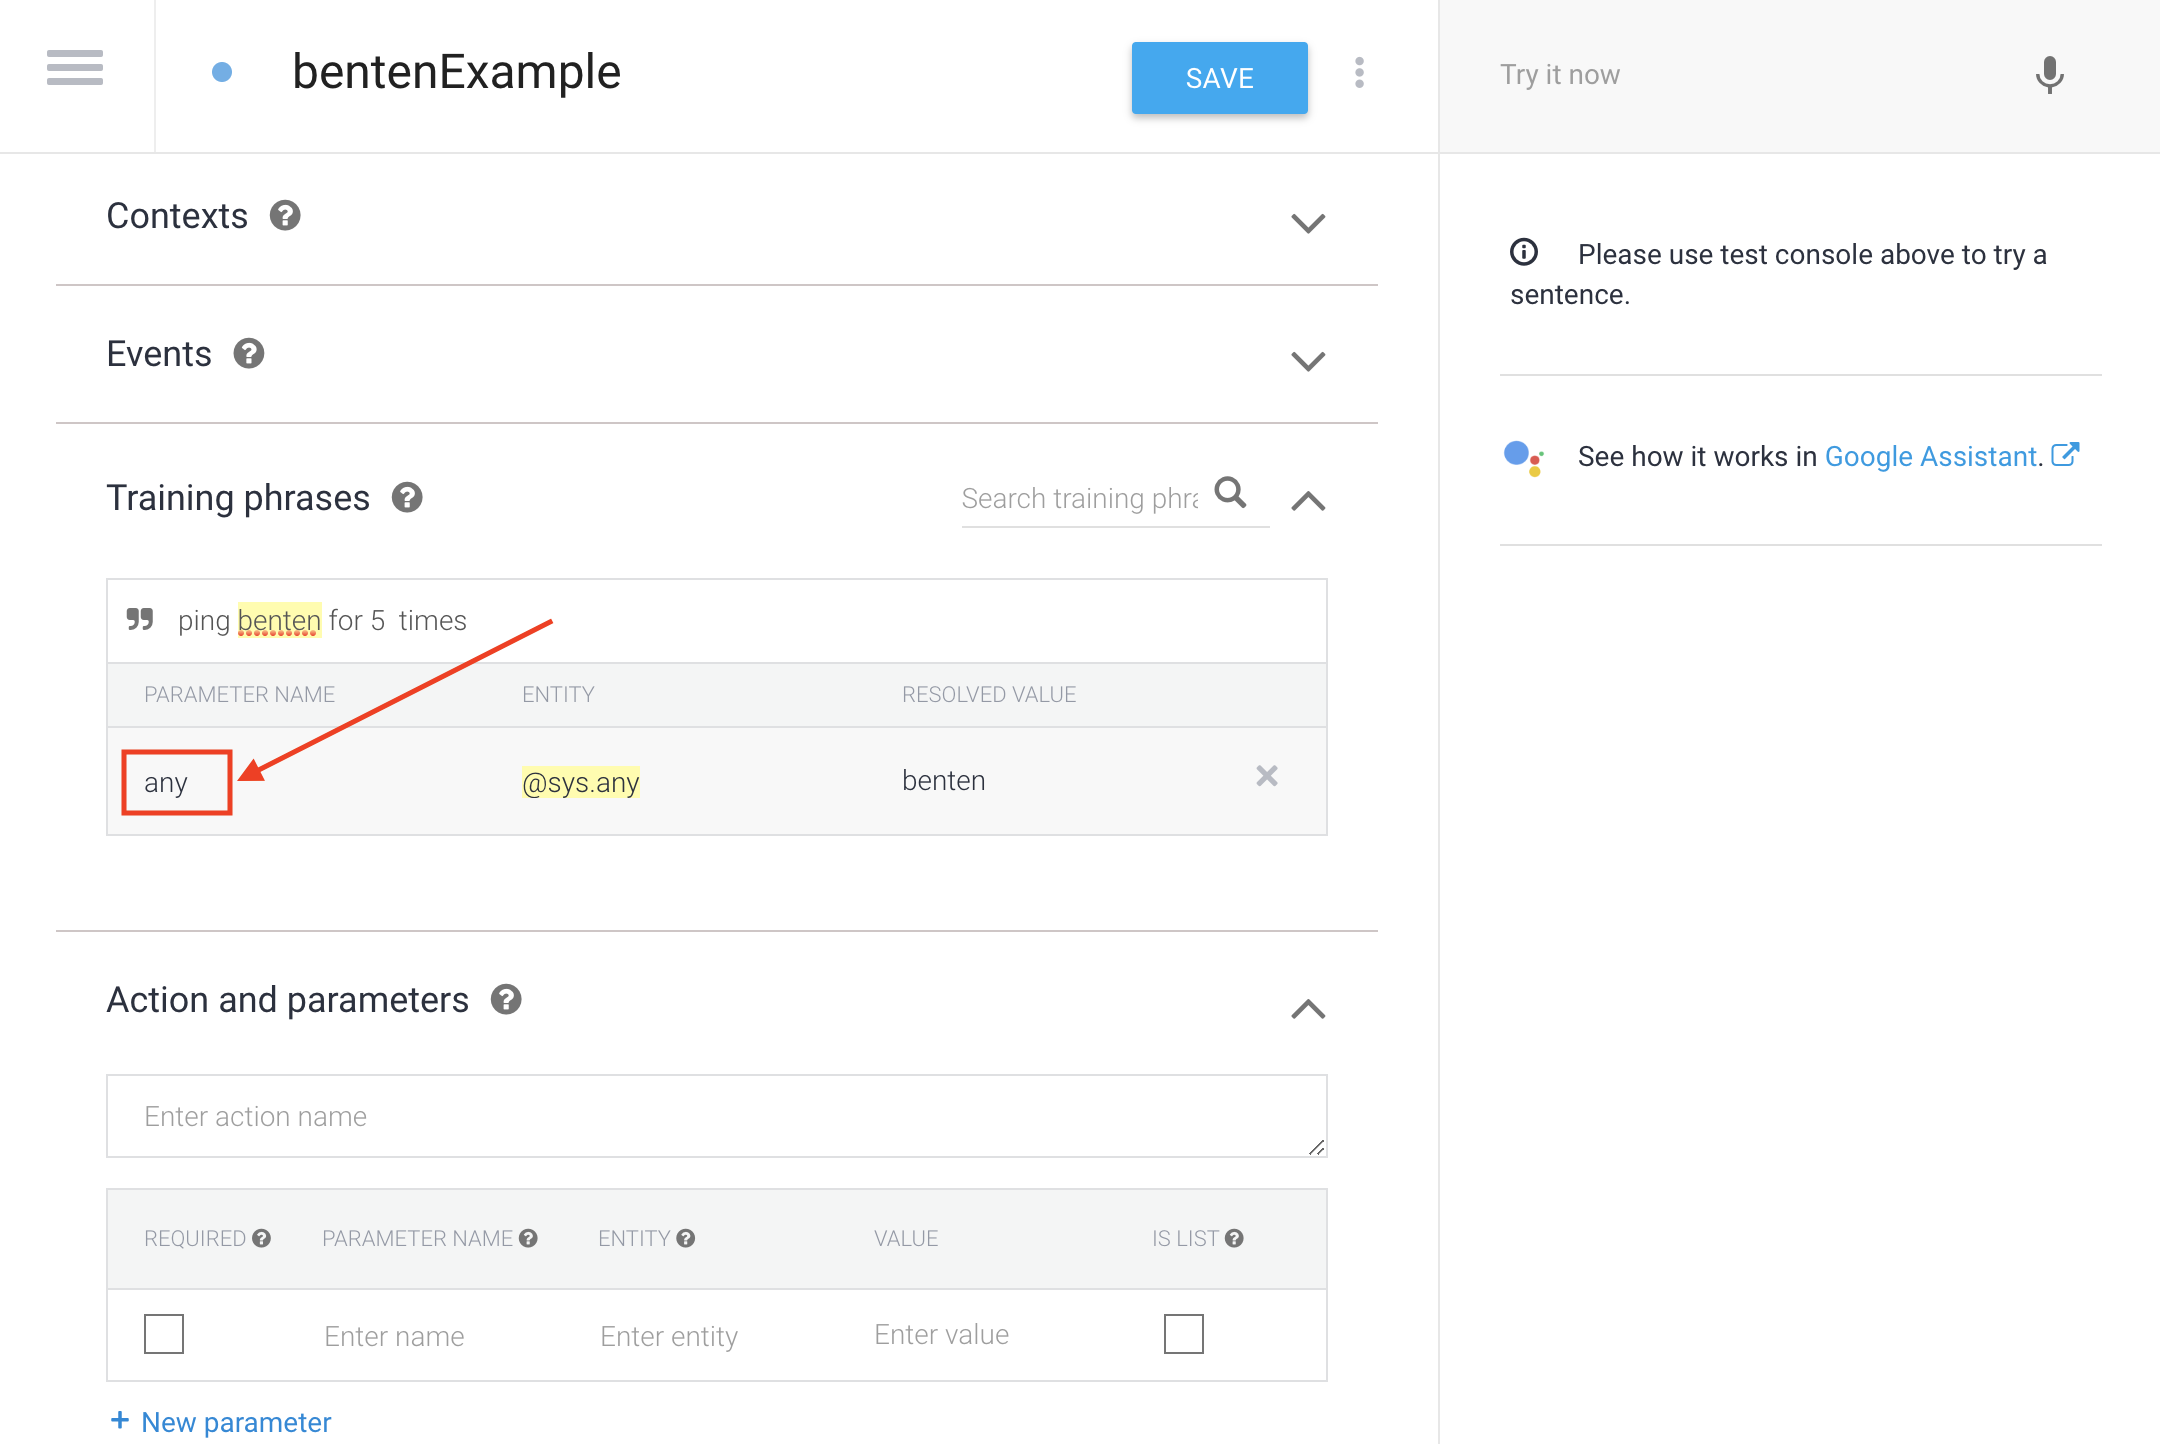 bentenExample
SAVE
Try it now
Contexts
Please use test console above to try a
sentence.
Events
See how it works in Google Assistant.
Training phrases
Search training phra
ping benten for 5  times
PARAMETER NAME ENTITY RESOLVED VALUE
any @sys.any benten
Action and parameters
Enter action name
REQUIRED PARAMETER NAME ENTITY VALUE IS LIST
Enter name Enter entity Enter value
+ New parameter